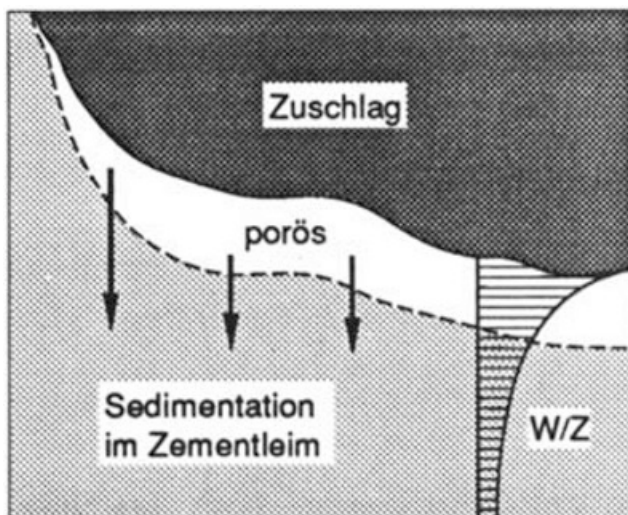 Zuschlag
porös
Sedimentation
im Zementleim
W/Z